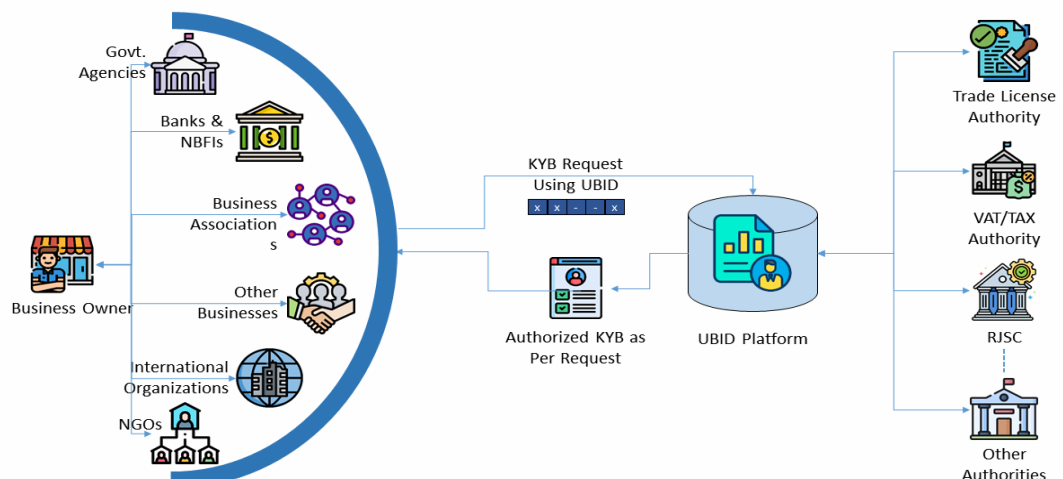 Govt.
Agencies
Banks &
NBFIs
Business
Association
s
Business Owner
Other
Businesses
International
Organizations
NGOs
KYB Request
Using UBID
x x - - x
Authorized KYB as
Per Request
UBID Platform
Trade License
Authority
VAT/TAX
Authority
RJSC
Other
Authorities